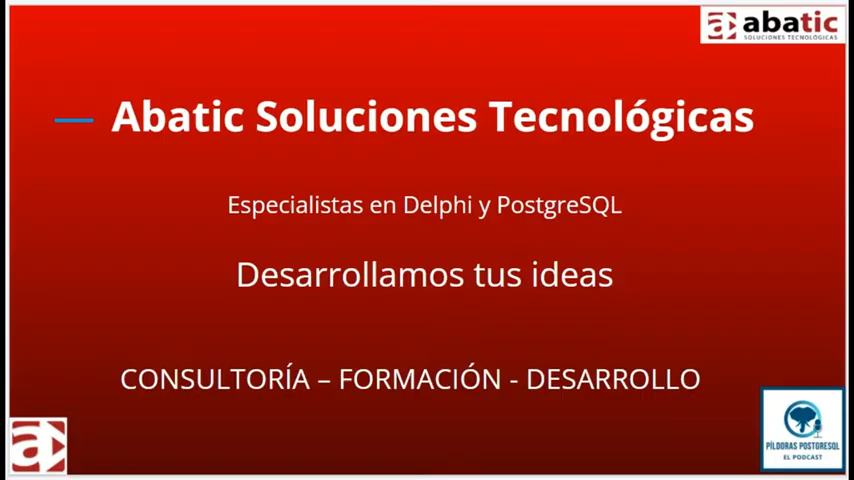 abatic
SOLUCIONES TECNOLÓGICAS
Abatic Soluciones Tecnológicas
Especialistas en Delphi y PostgreSQL
Desarrollamos tus ideas
CONSULTORÍA – FORMACIÓN - DESARROLLO
PÍLDORAS POSTGRESQL
EL PODCAST